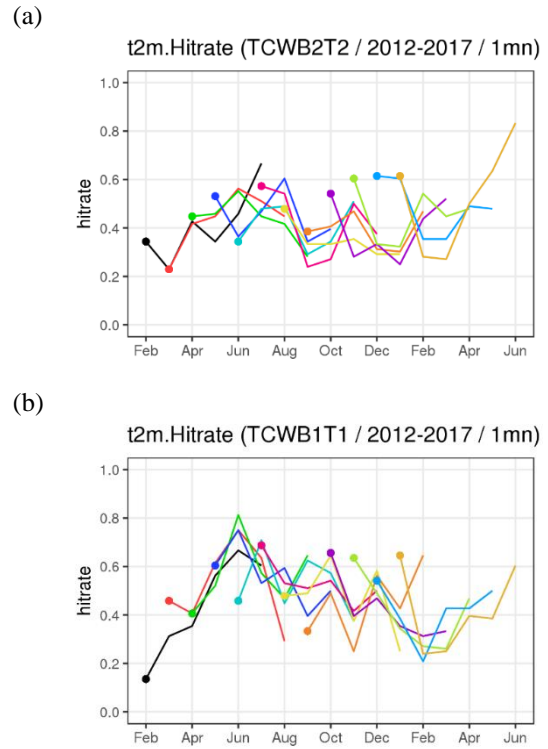 (a)
t2m.Hitrate (TCWB2T2 / 2012-2017 / 1mn)
1.0
0.8
0.6
0.4
0.2
0.0
hitrate
Feb Apr Jun Aug Oct Dec Feb Apr Jun
(b)
t2m.Hitrate (TCWB1T1 / 2012-2017 / 1mn)
1.0
0.8
0.6
0.4
0.2
0.0
hitrate
Feb Apr Jun Aug Oct Dec Feb Apr Jun